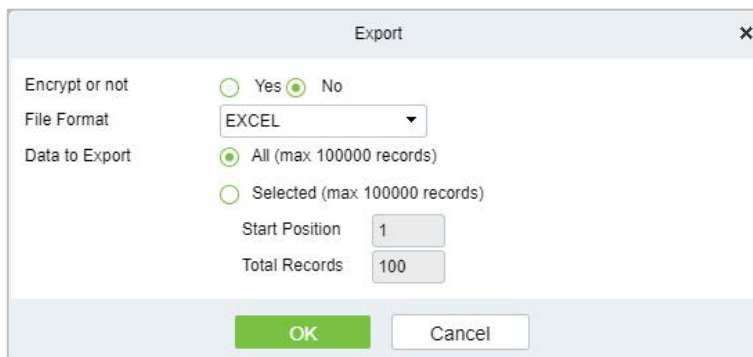 Export
Encrypt or not Yes No
File Format EXCEL
Data to Export All (max 100000 records)
Selected (max 100000 records)
Start Position 1
Total Records 100
OK Cancel